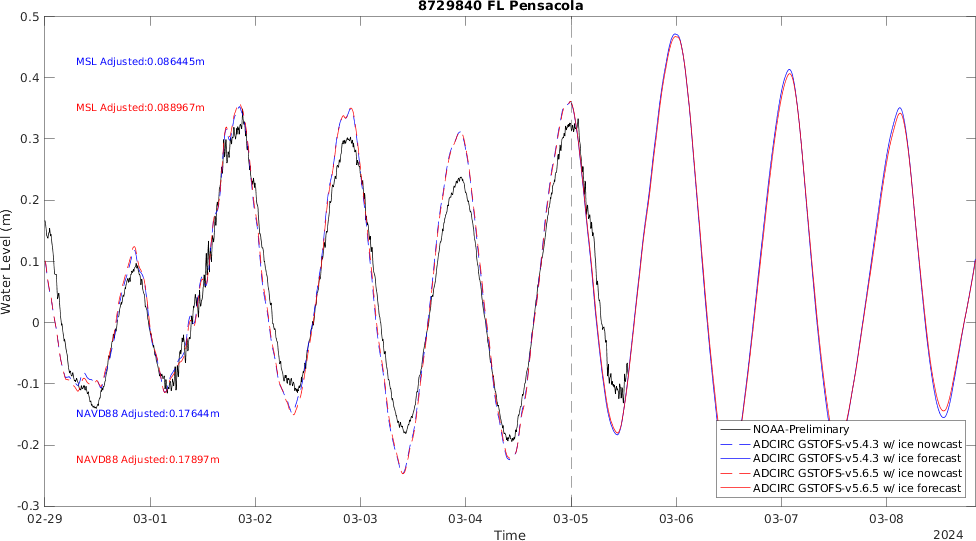 8729840 FL Pensacola
0.5
0.4
0.3
0.2
0.1
0
-0.1
-0.2
-0.3
Water Level (m)
MSL Adjusted:0.086445m
MSL Adjusted:0.088967m
NAVD88 Adjusted:0.17644m
NAVD88 Adjusted:0.17897m
NOAA-Preliminary
ADCIRC GSTOFS-v5.4.3 w/ ice nowcast
ADCIRC GSTOFS-v5.4.3 w/ ice forecast
ADCIRC GSTOFS-v5.6.5 w/ ice nowcast
ADCIRC GSTOFS-v5.6.5 w/ ice forecast
02-29 03-01 03-02 03-03 03-04 03-05 03-06 03-07 03-08
Time
2024